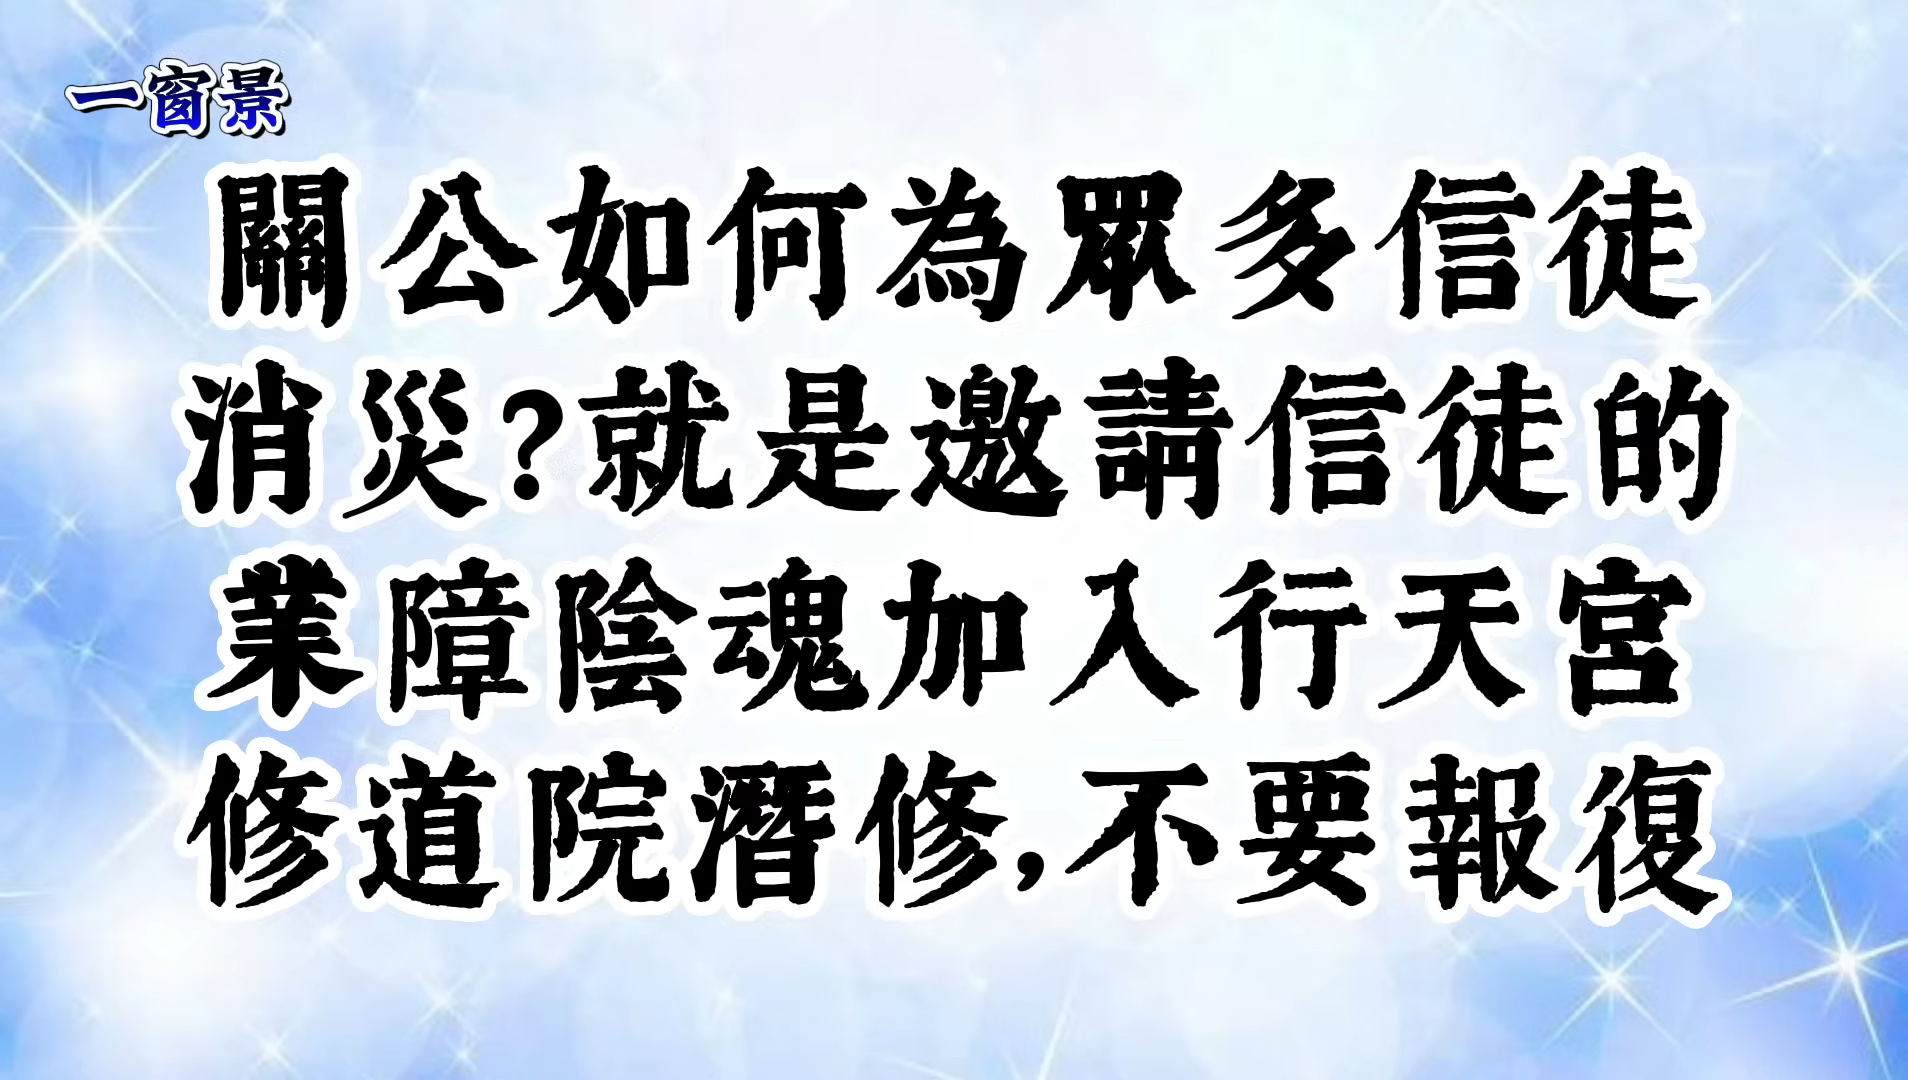 一窗景
關公如何為眾多信徒
消災?就是邀請信徒的
業障陰魂加入行天宮
修道院潛修,不要報復